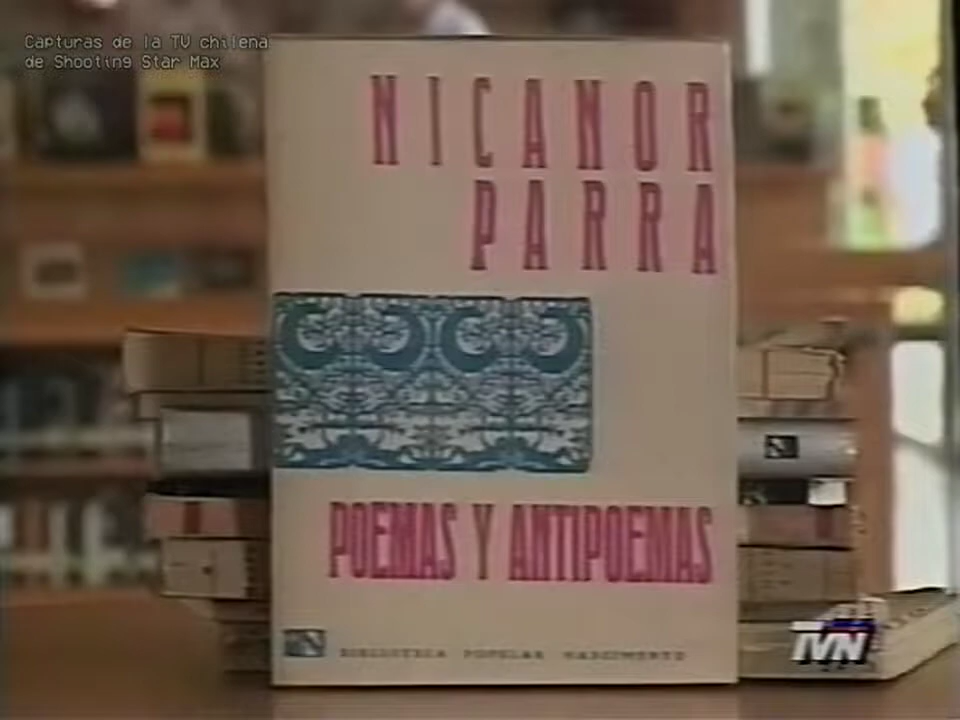 Capturas de la TV chilena
de Shooting Star Max
NICANOR
PARRA
POEMAS Y ANTIPOEMAS
BIBLIOTECA POPULAR NASCIMENTO
TVN